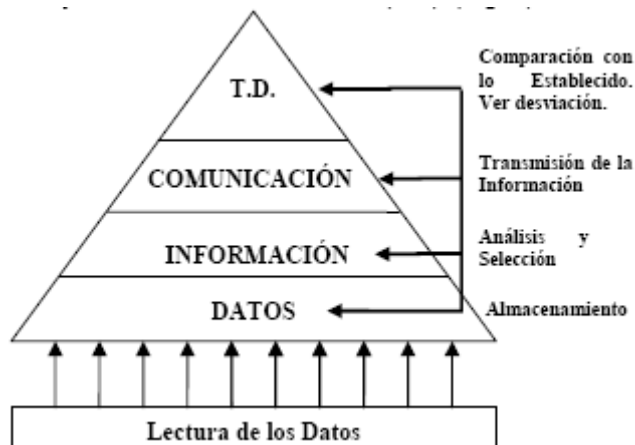 Comparación con
lo Establecido.
Ver desviación.
T.D.
Transmisión de la
Información
COMUNICACIÓN
Análisis y
Selección
INFORMACIÓN
DATOS
Almacenamiento
Lectura de los Datos